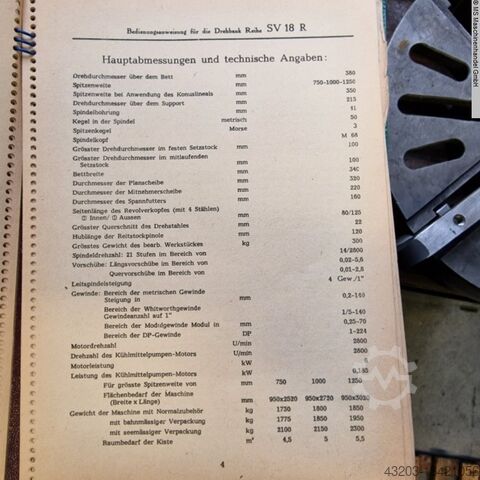 Bedienungsanweisung für die Drehbank Reihe SV 18 R
Hauptabmessungen und technische Angaben:
Drehdurchmesser über dem Bett mm 380
Spitzenweite mm 750-1000-1250
Spitzenweite bei Anwendung des Konuslineals mm 350
Drehdurchmesser über dem Support mm 215
Spindelbohrung mm 41
Kegel in der Spindel metrisch 50
Spitzenkegel Morse 3
Spindelkopf M 68
Grösster Drehdurchmesser im festen Setzstock mm 100
Grösster Drehdurchmesser im mitlaufenden
Setzstock mm 100
Bettbreite mm 340
Durchmesser der Planscheibe mm 320
Durchmesser der Mitnehmerscheibe mm 220
Durchmesser des Spannfutters mm 160
Seitenlänge des Revolverkopfes (mit 4 Stählen)
Innen/ Aussen mm 80/125
Grösster Querschnitt des Drehstahles mm 22
Hublänge der Reitstockpinole mm 120
Grösstes Gewicht des bearb. Werkstückes kg 300
Spindeldrehzahl: 21 Stufen im Bereich von 14/2800
Vorschübe: Längsvorschübe im Bereich von 0,02-5,6
Quervorschübe im Bereich von 0,01-2,8
Leitspindelsteigung 4 Gew./1"
Gewinde: Bereich der metrischen Gewinde
Steigung in mm 0,2-140
Bereich der Whitworthgewinde
Gewindeanzahl auf 1" 1/5-140
Bereich der Modulgewinde Modul in mm 0,25-70
Bereich der DP-Gewinde DP 1-224
Motordrehzahl U/min 2800
Drehzahl des Kühlmittelpumpen-Motors U/min 2800
Motorleistung kW 6
Leistung des Kühlmittelpumpen-Motors kW
Für grösste Spitzenweite von mm 750 1000 1250
Flächenbedarf der Maschine
(Breite x Länge) mm 950x2520 950x2720 950x3020
Gewicht der Maschine mit Normalzubehör kg 1730 1800 1850
mit bahnmässiger Verpackung kg 1775 1850 1950
mit seemässiger Verpackung kg 2100 2150 2300
Raumbedarf der Kiste m³ 4,5 5 5,5
4
© MS Maschinenhandel GmbH